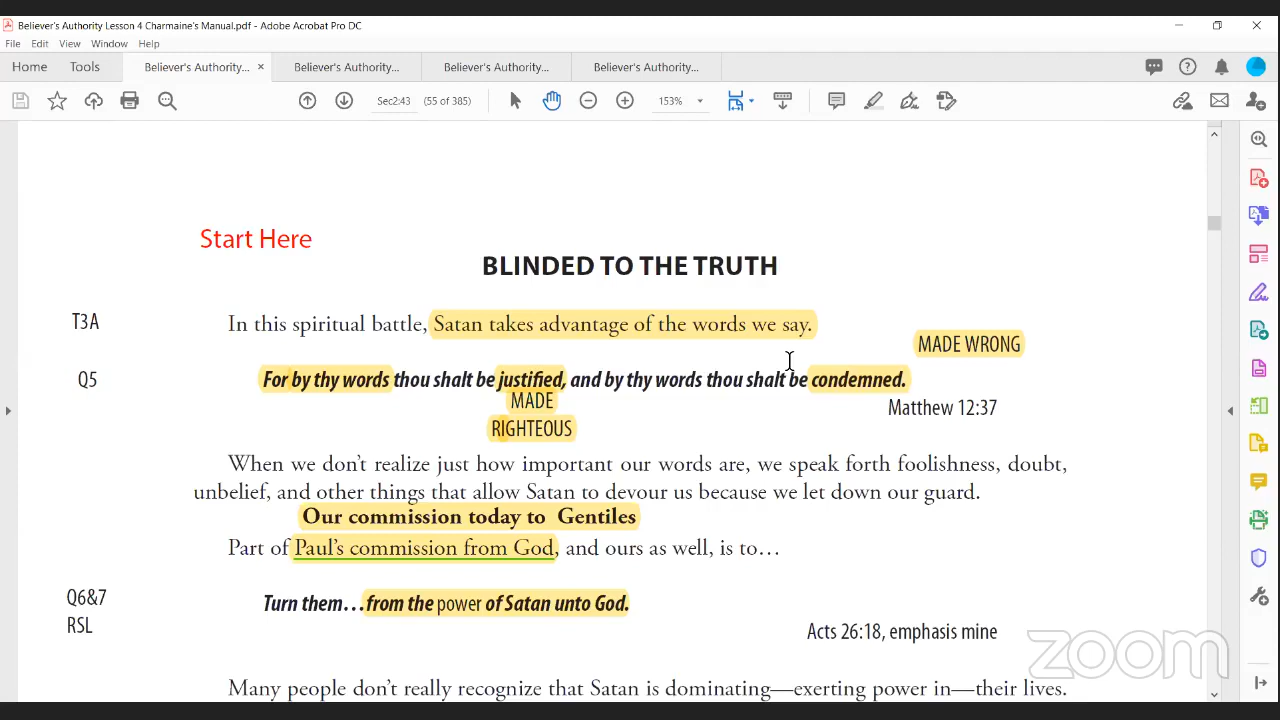 Believer's Authority Lesson 4 Charmaine's Manual.pdf - Adobe Acrobat Pro DC
File Edit View Window Help
Home Tools Believer's Authority... × Believer's Authority... Believer's Authority... Believer's Authority...
Sec2:43 (55 of 385) 153%
Start Here
BLINDED TO THE TRUTH
T3A In this spiritual battle, Satan takes advantage of the words we say.
MADE WRONG
Q5 For by thy words thou shalt be justified, and by thy words thou shalt be condemned.
MADE
Matthew 12:37
RIGHTEOUS
When we don't realize just how important our words are, we speak forth foolishness, doubt,
unbelief, and other things that allow Satan to devour us because we let down our guard.
Our commission today to Gentiles
Part of Paul's commission from God, and ours as well, is to…
Q6&7 Turn them…from the power of Satan unto God.
RSL
Acts 26:18, emphasis mine
zoom
Many people don't really recognize that Satan is dominating—exerting power in—their lives.